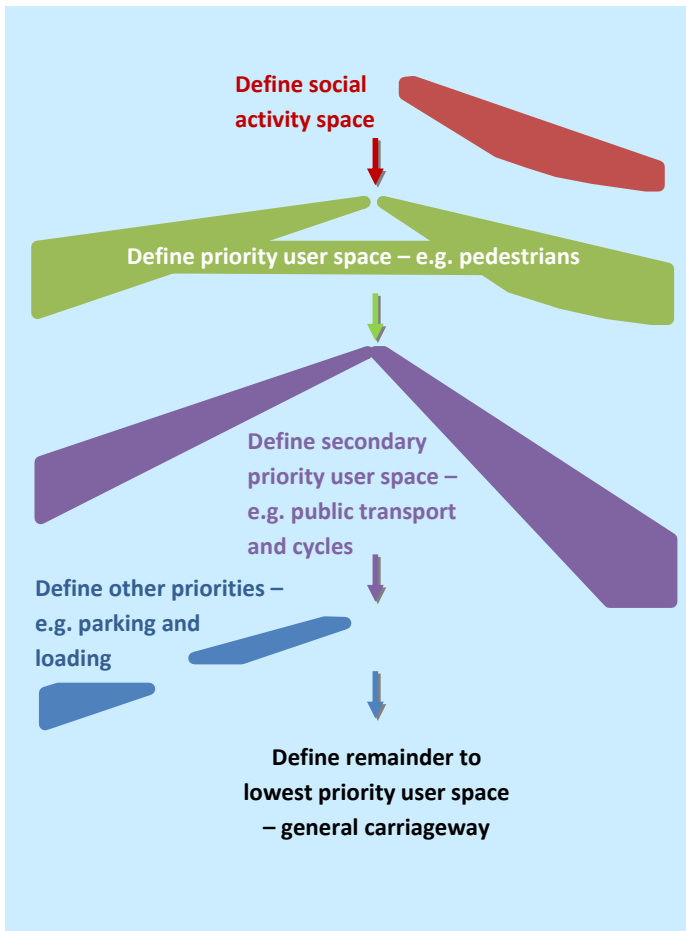 Define social
activity space
Define priority user space – e.g. pedestrians
Define secondary
priority user space –
e.g. public transport
and cycles
Define other priorities –
e.g. parking and
loading
Define remainder to
lowest priority user space
– general carriageway